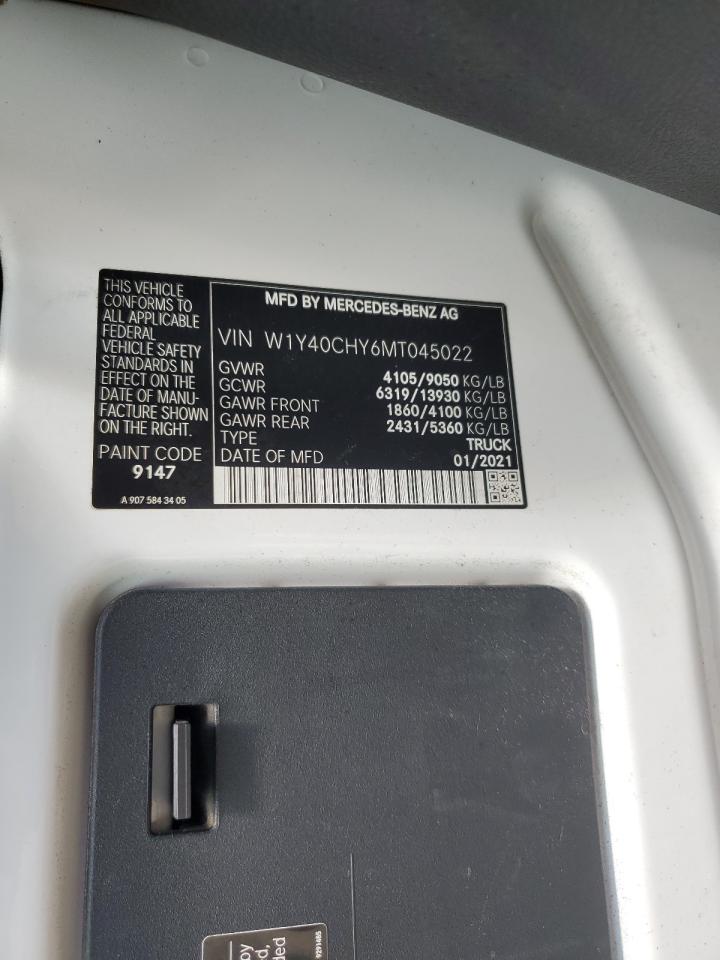 THIS VEHICLE
CONFORMS TO
ALL APPLICABLE
FEDERAL
VEHICLE SAFETY
STANDARDS IN
EFFECT ON THE
DATE OF MANU-
FACTURE SHOWN
ON THE RIGHT.
PAINT CODE
9147
A 907 584 34 05
MFD BY MERCEDES-BENZ AG
VIN W1Y40CHY6MT045022
GVWR 4105/9050 KG/LB
GCWR 6319/13930 KG/LB
GAWR FRONT 1860/4100 KG/LB
GAWR REAR 2431/5360 KG/LB
TYPE TRUCK
DATE OF MFD 01/2021
by
rd,
ded